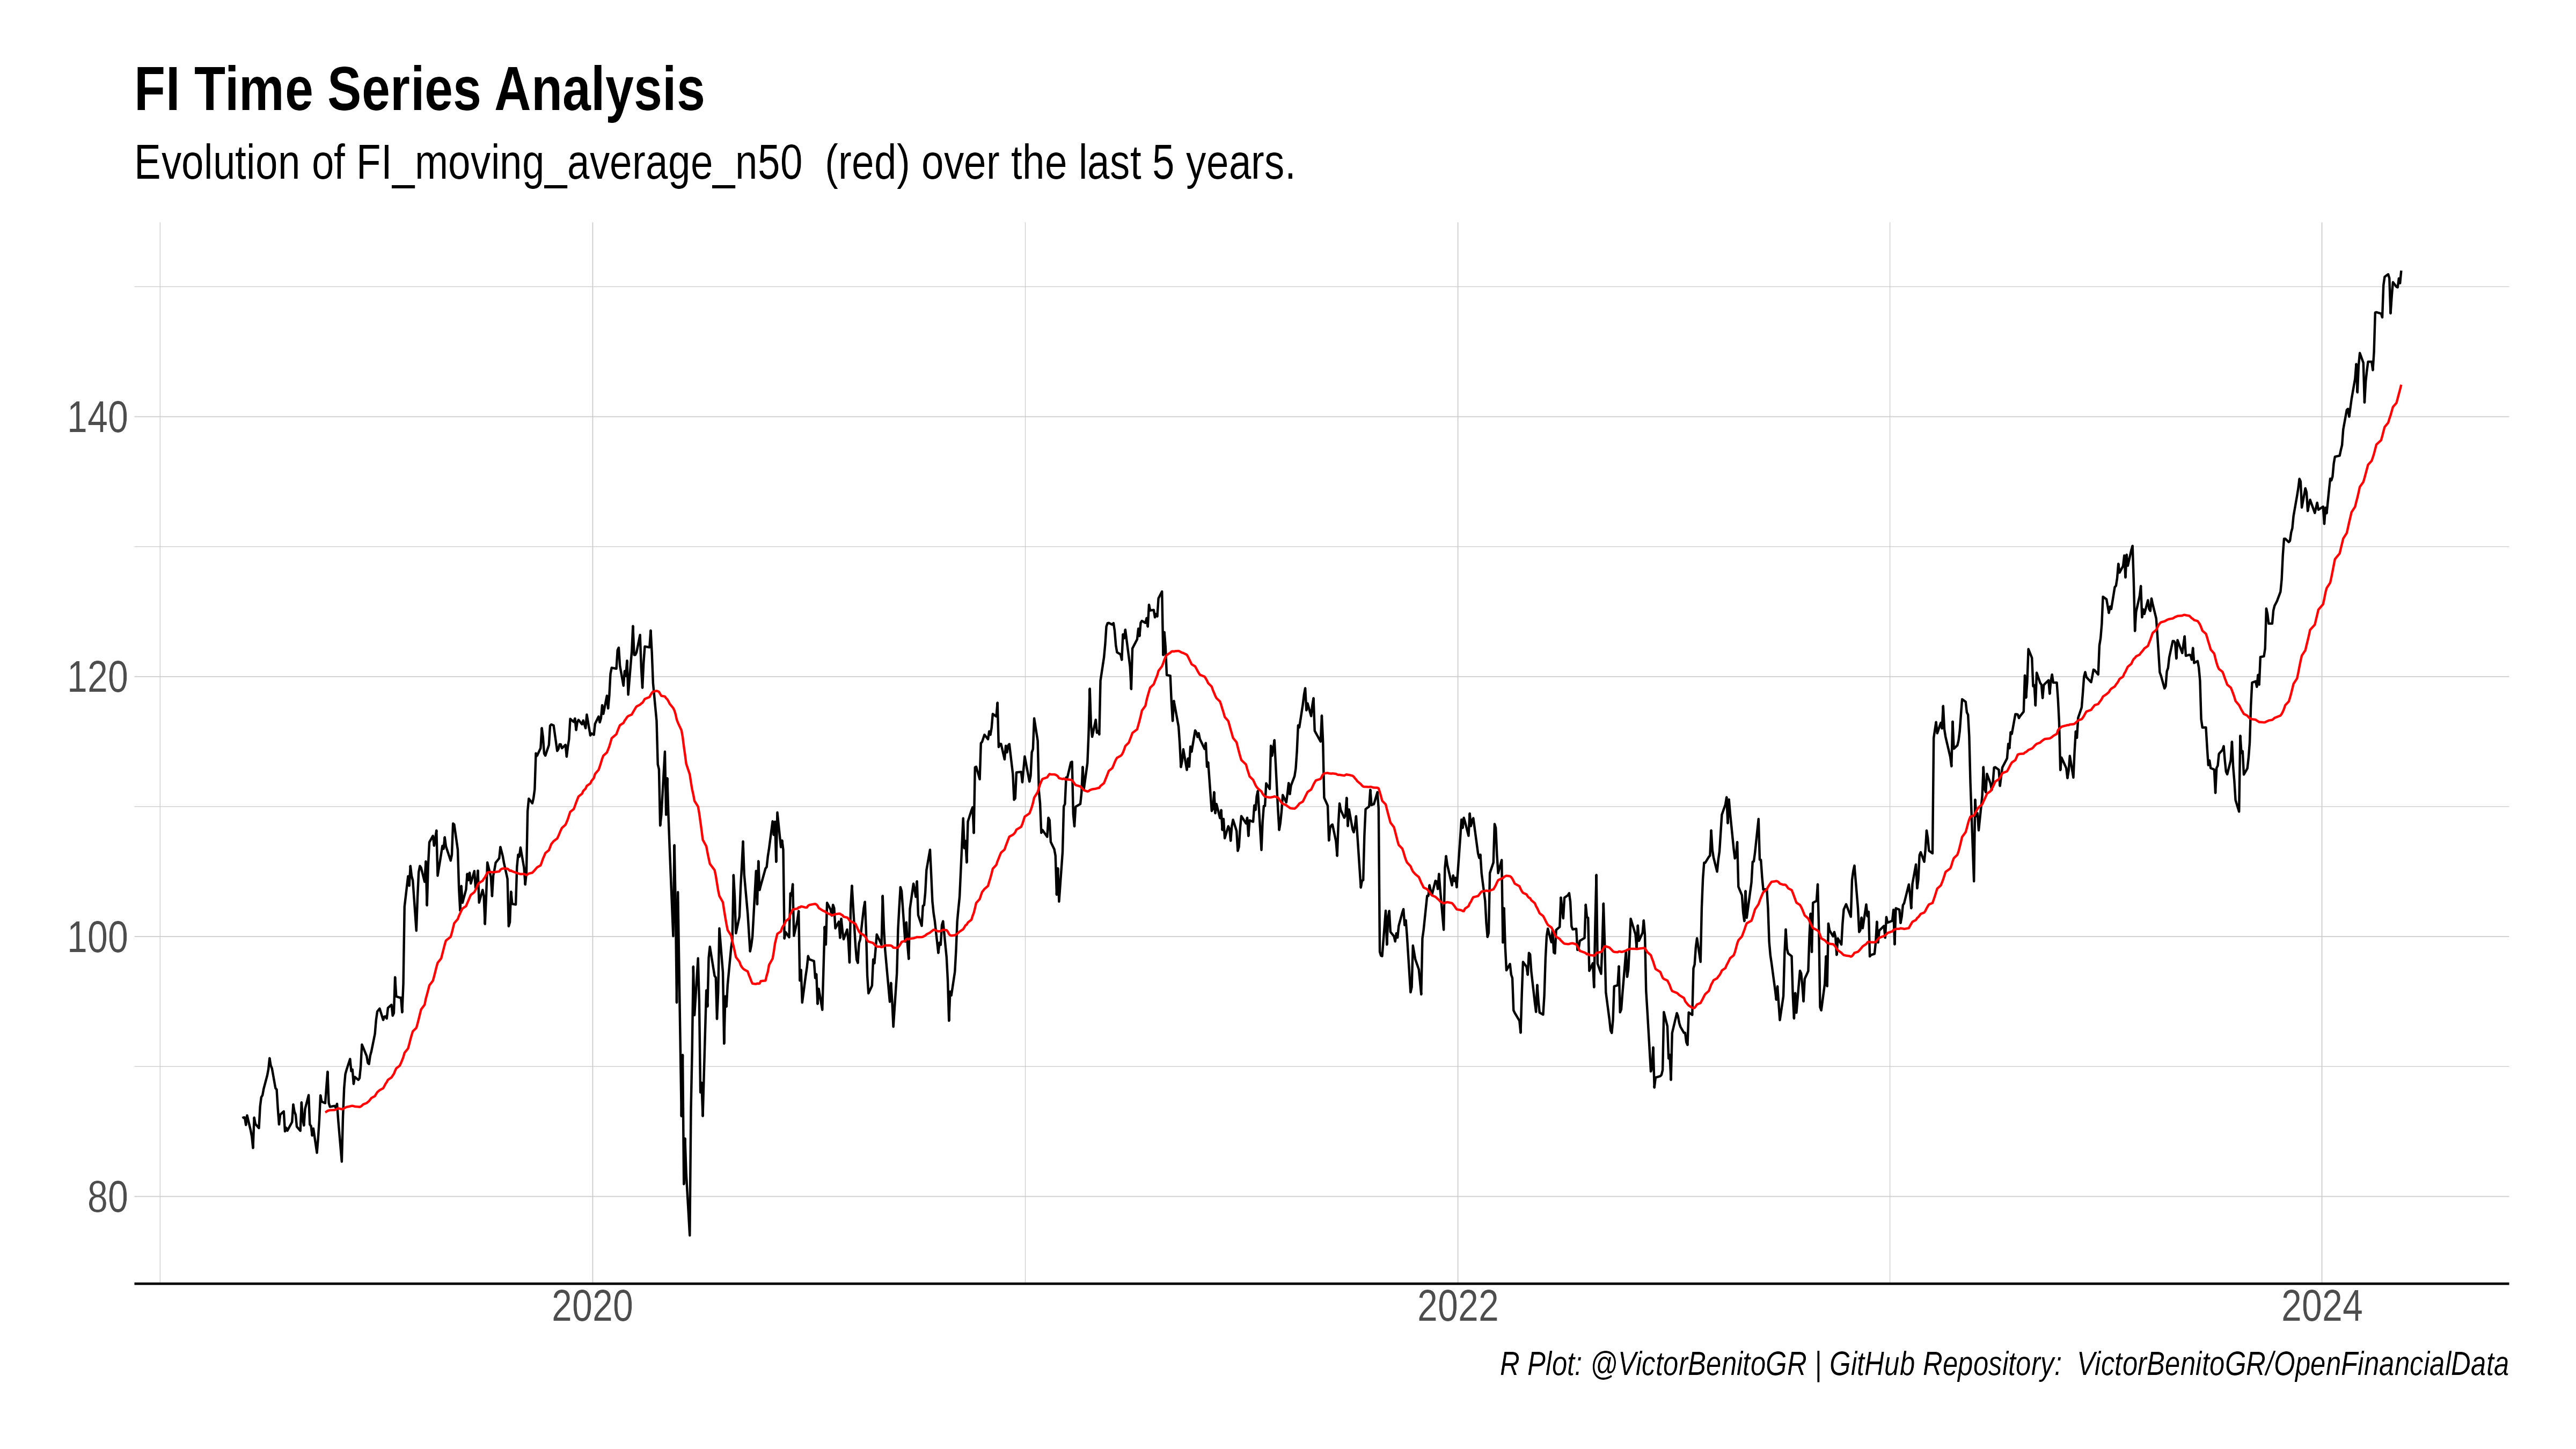 FI Time Series Analysis
Evolution of FI_moving_average_n50  (red) over the last 5 years.
140
120
100
80
2020 2022 2024
R Plot: @VictorBenitoGR | GitHub Repository:  VictorBenitoGR/OpenFinancialData